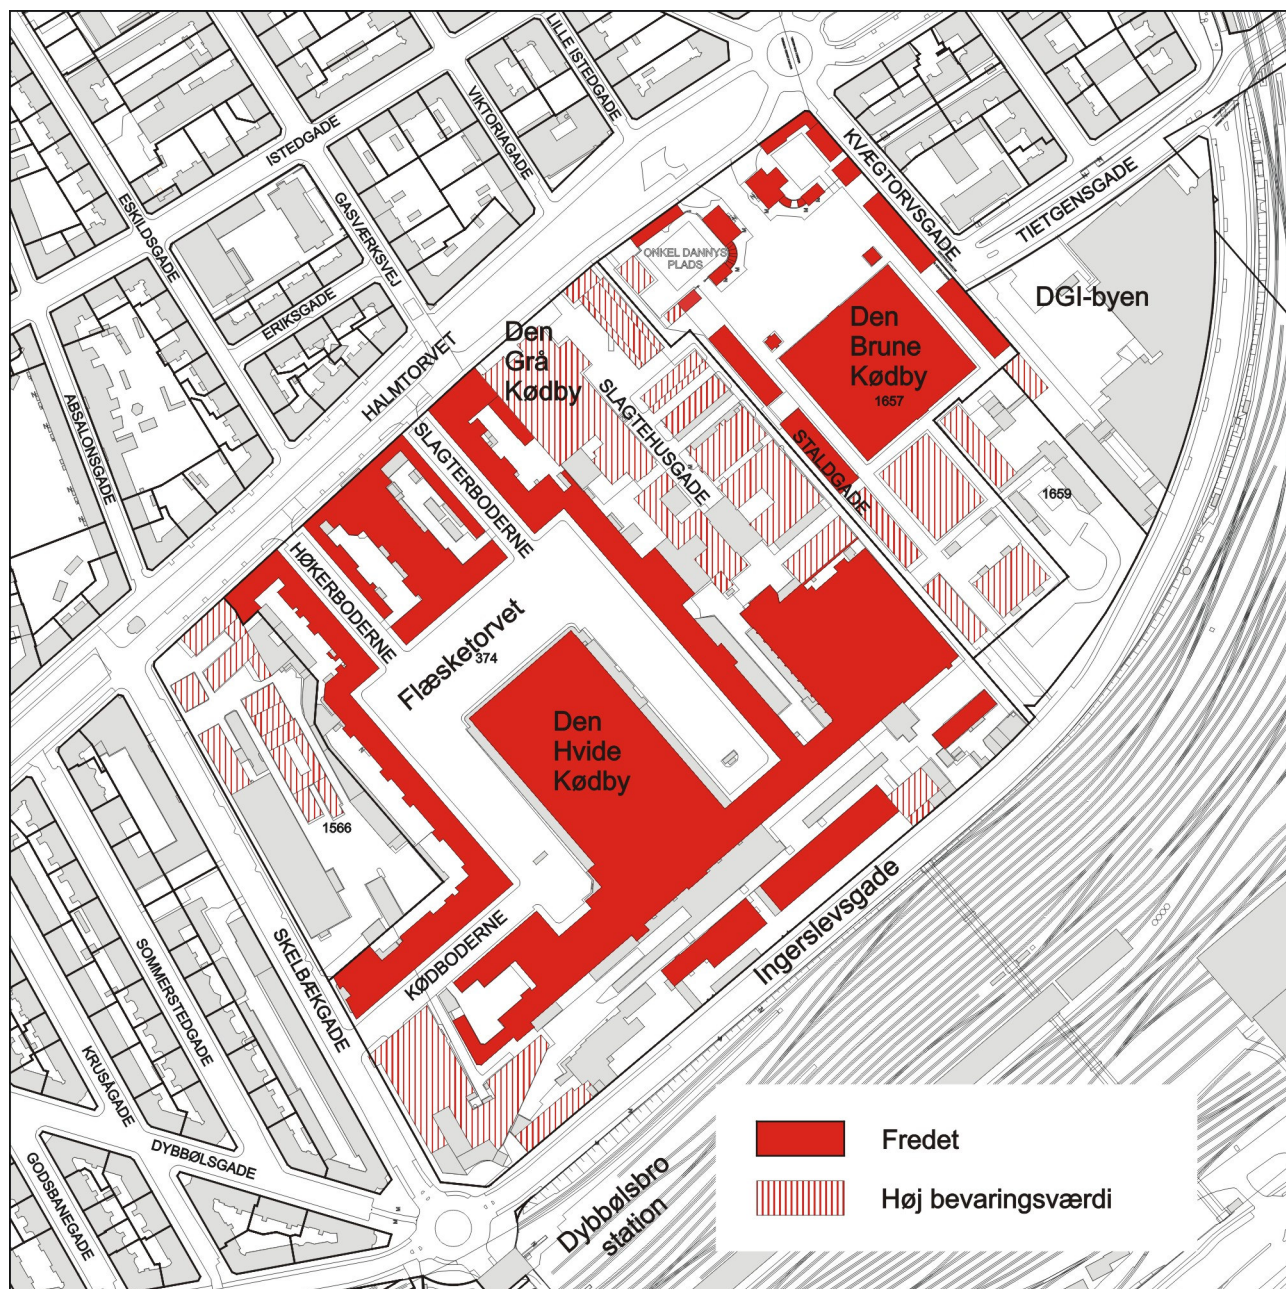 LILLE ISTEDGADE
VIKTORIAGADE
ISTEDGADE
GASVÆRKSVEJ
ESKILDSGADE
ERIKSGADE
ABSALONSGADE
HALMTORVET
KVÆGTORVSGADE
TIETGENSGADE
DGI-byen
ONKEL DANNYS
PLADS
Den
Grå
Kødby
Den
Brune
Kødby
1657
SLAGTEHUSGADE
STALDGADE
1659
SLAGTERBODERNE
HØKERBODERNE
Flæsketorvet
374
Den
Hvide
Kødby
1566
KØDBODERNE
SKELBÆKGADE
SOMMERSTEDGADE
KRUSÅGADE
DYBBØLSGADE
GODSBANEGADE
Ingerslevsgade
Dybbølsbro
station
Fredet
Høj bevaringsværdi